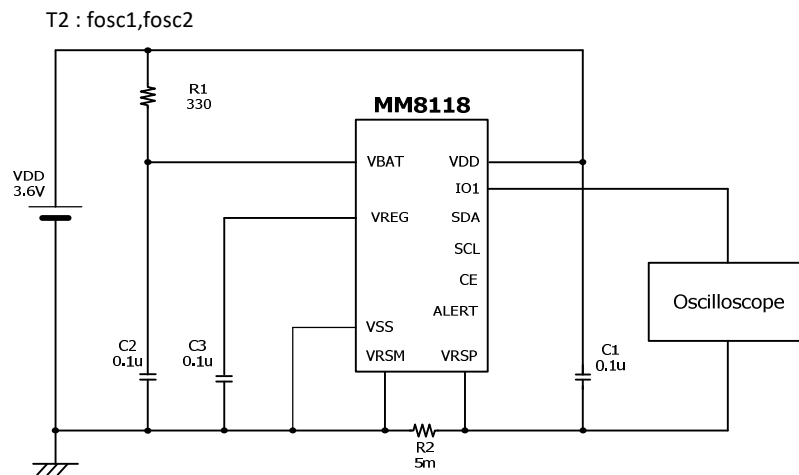 T2 : fosc1,fosc2
R1
330
MM8118
VDD
3.6V
VBAT
VDD
IO1
VREG
SDA
SCL
CE
Oscilloscope
ALERT
VSS
C2
0.1u
C3
0.1u
VRSM
VRSP
C1
0.1u
R2
5m